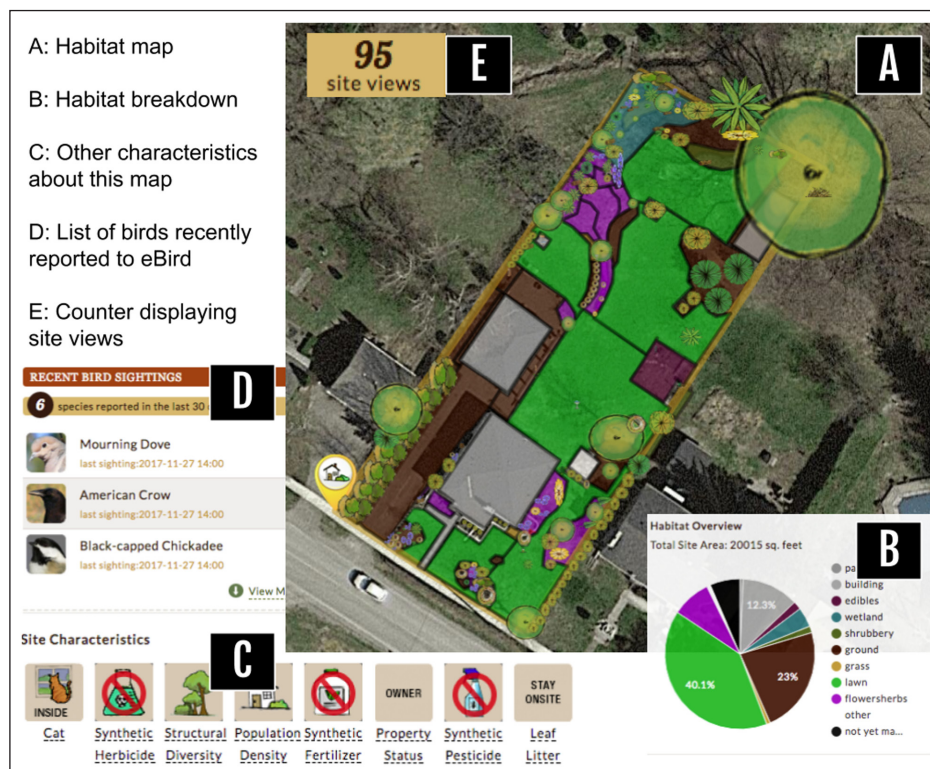 A: Habitat map
B: Habitat breakdown
C: Other characteristics
about this map
D: List of birds recently
reported to eBird
E: Counter displaying
site views
95
site views
E
A
RECENT BIRD SIGHTINGS
D
6 species reported in the last 30
Mourning Dove
last sighting:2017-11-27 14:00
American Crow
last sighting:2017-11-27 14:00
Black-capped Chickadee
last sighting:2017-11-27 14:00
View M
Habitat Overview
Total Site Area: 20015 sq. feet
B
pa
building
edibles
wetland
shrubbery
ground
grass
lawn
flowersherbs
other
not yet ma...
12.3%
23%
40.1%
Site Characteristics
C
INSIDE
OWNER
STAY
ONSITE
Cat
Synthetic
Herbicide
Structural
Diversity
Population
Density
Synthetic
Fertilizer
Property
Status
Synthetic
Pesticide
Leaf
Litter